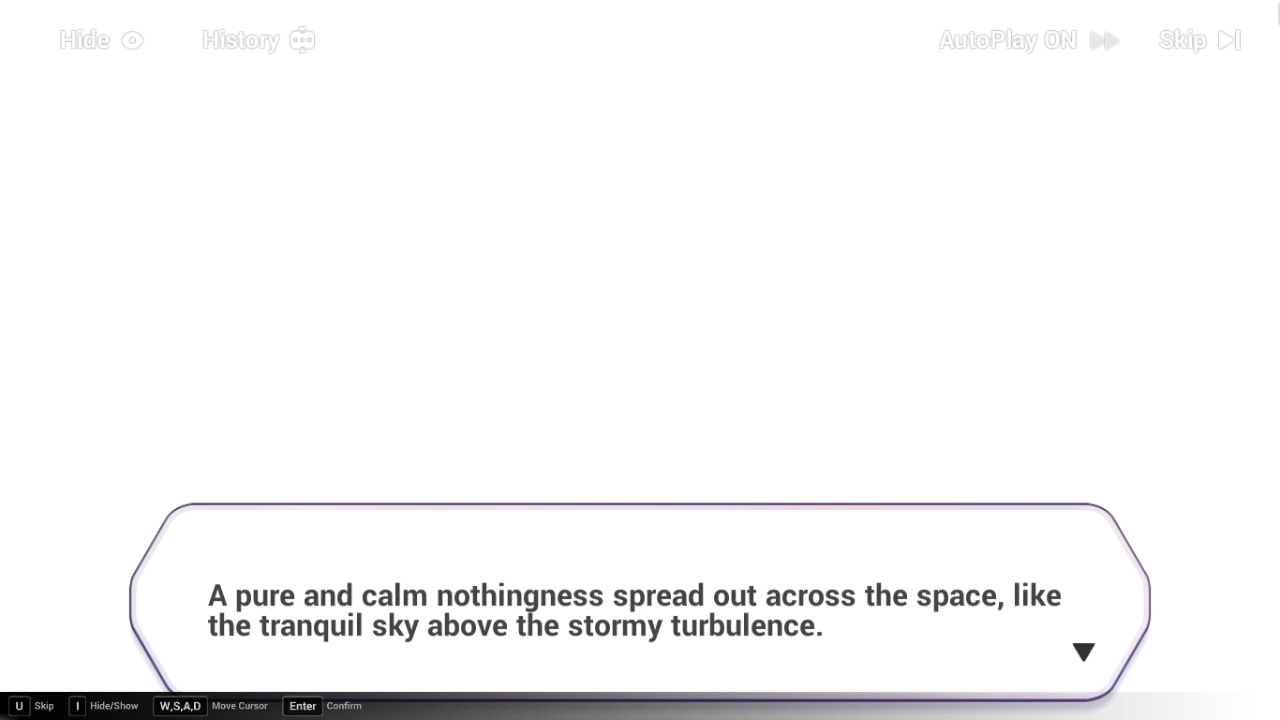 Hide
History
AutoPlay ON
Skip
A pure and calm nothingness spread out across the space, like
the tranquil sky above the stormy turbulence.
U Skip I Hide/Show W,S,A,D Move Cursor Enter Confirm